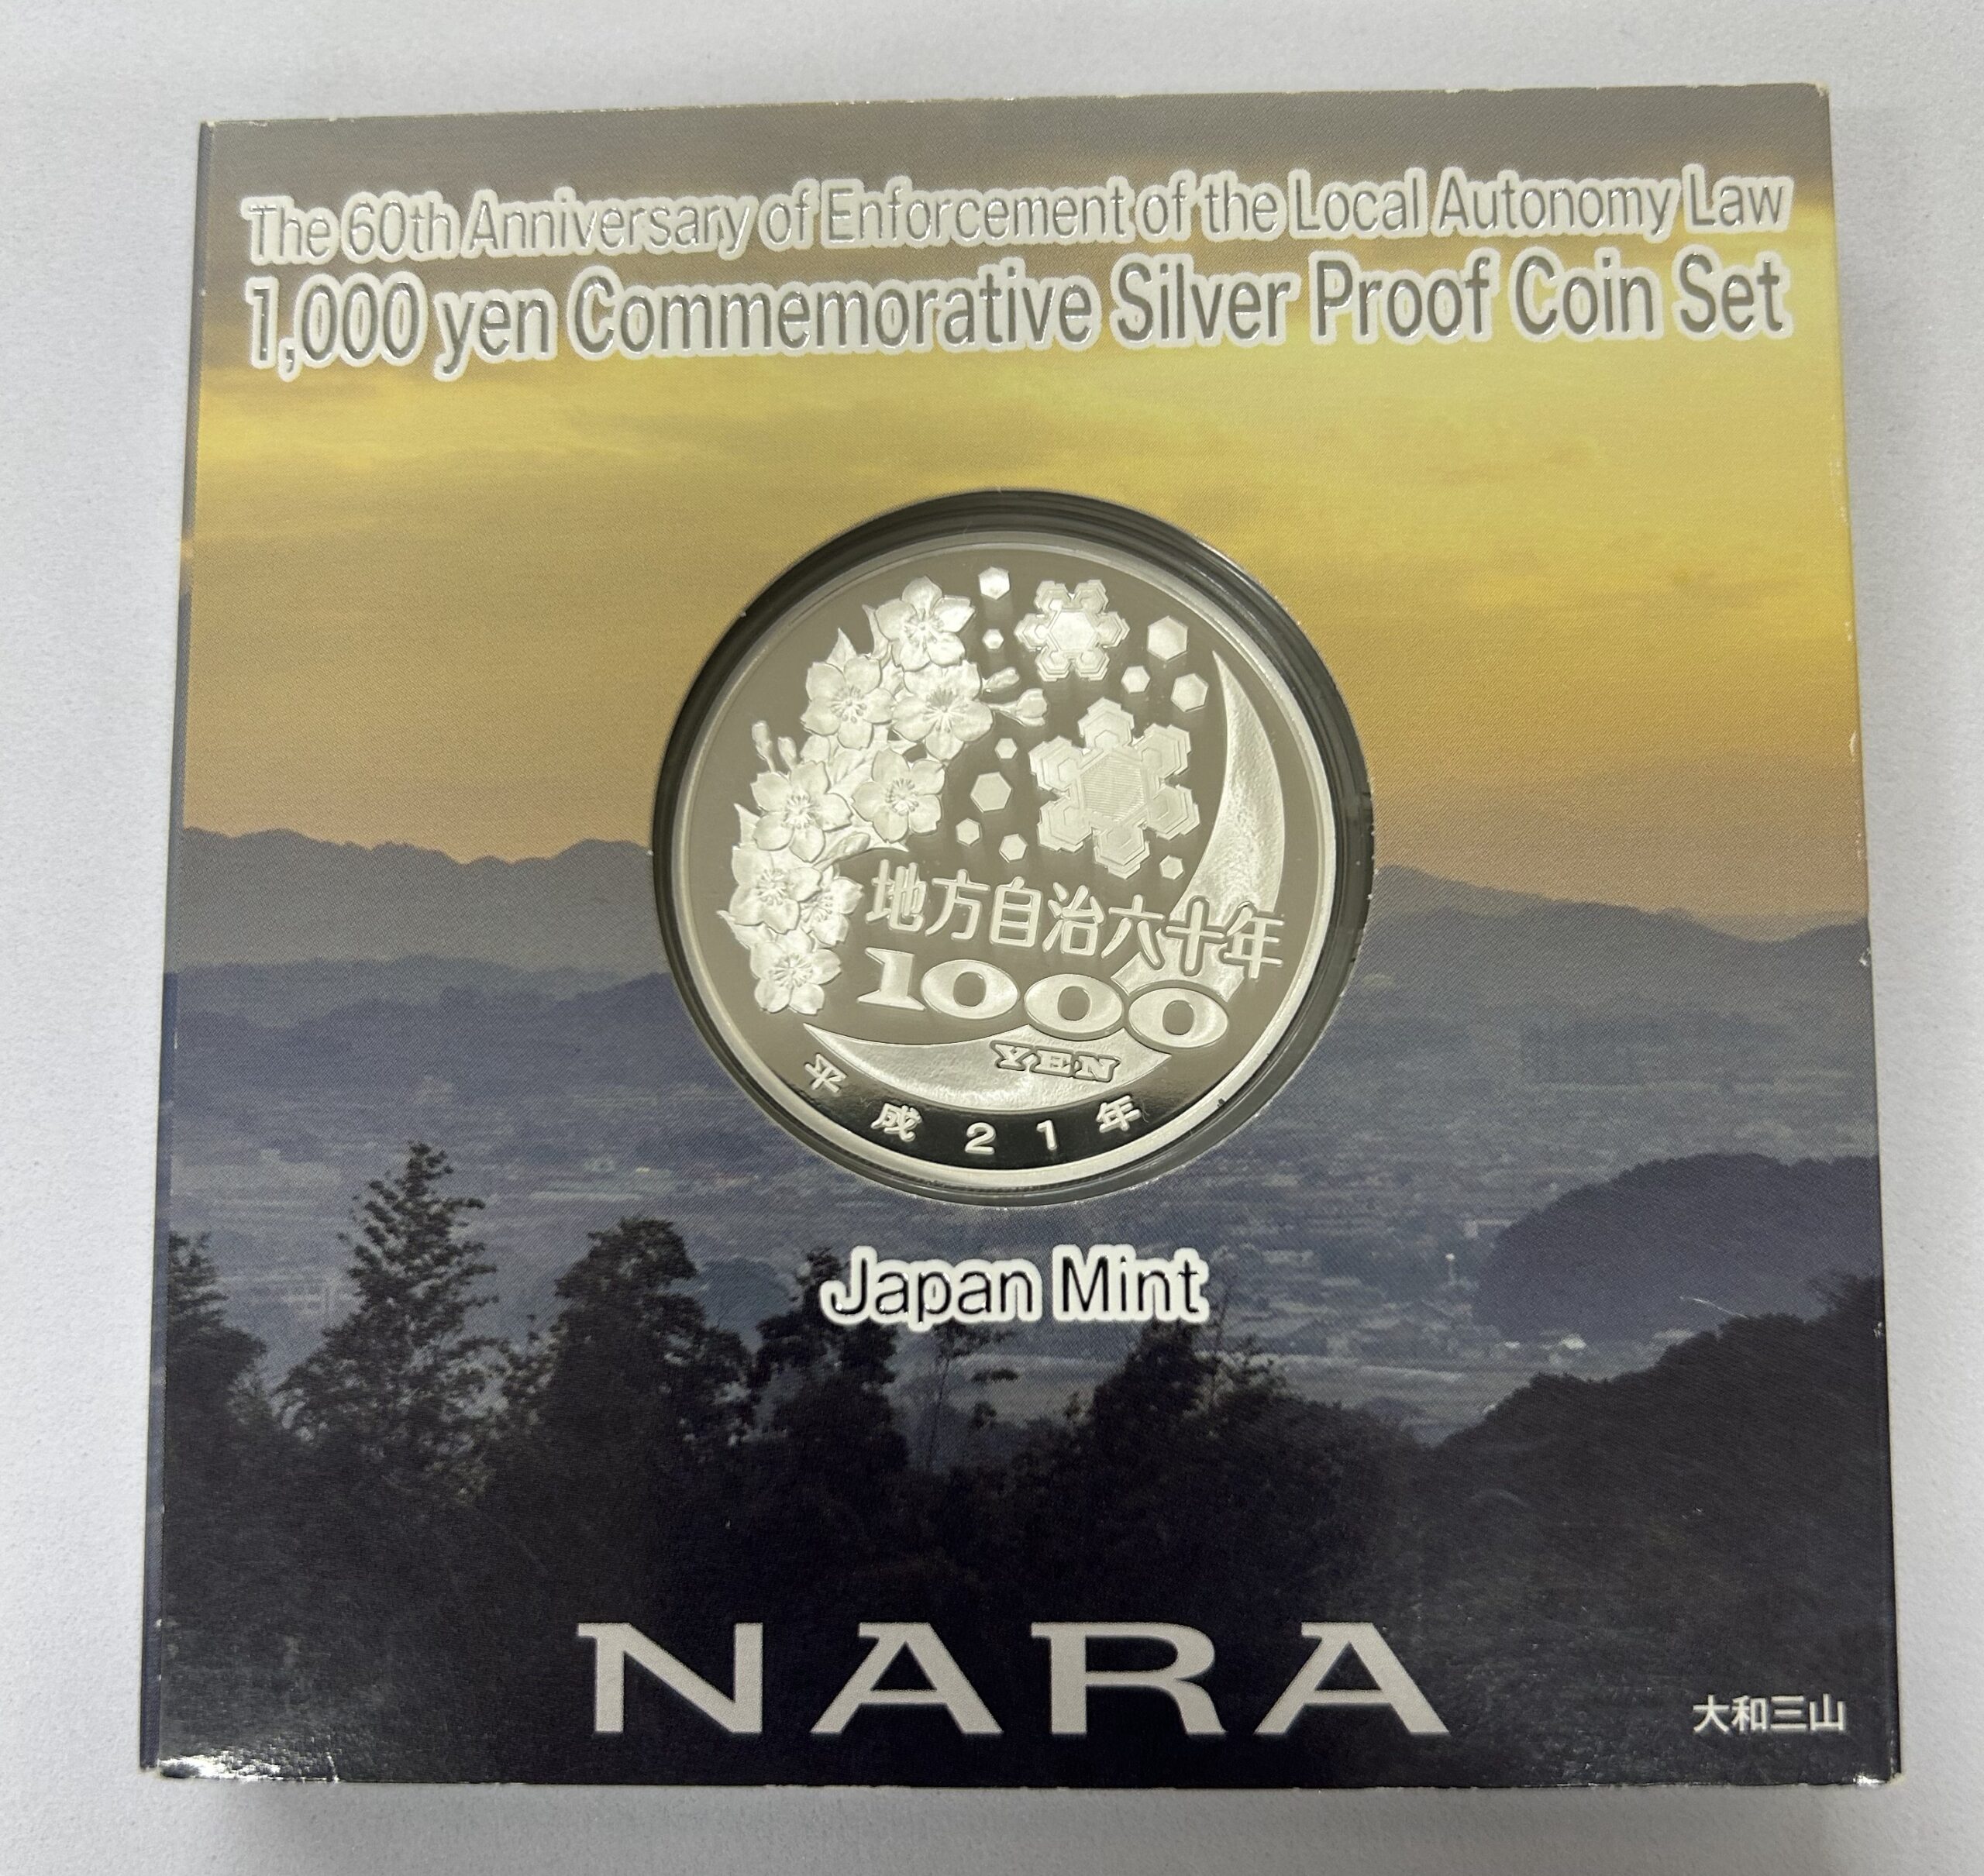 The 60th Anniversary of Enforcement of the Local Autonomy Law
1,000 yen Commemorative Silver Proof Coin Set
地方自治六十年
1000
YEN
平成21年
Japan Mint
NARA
大和三山